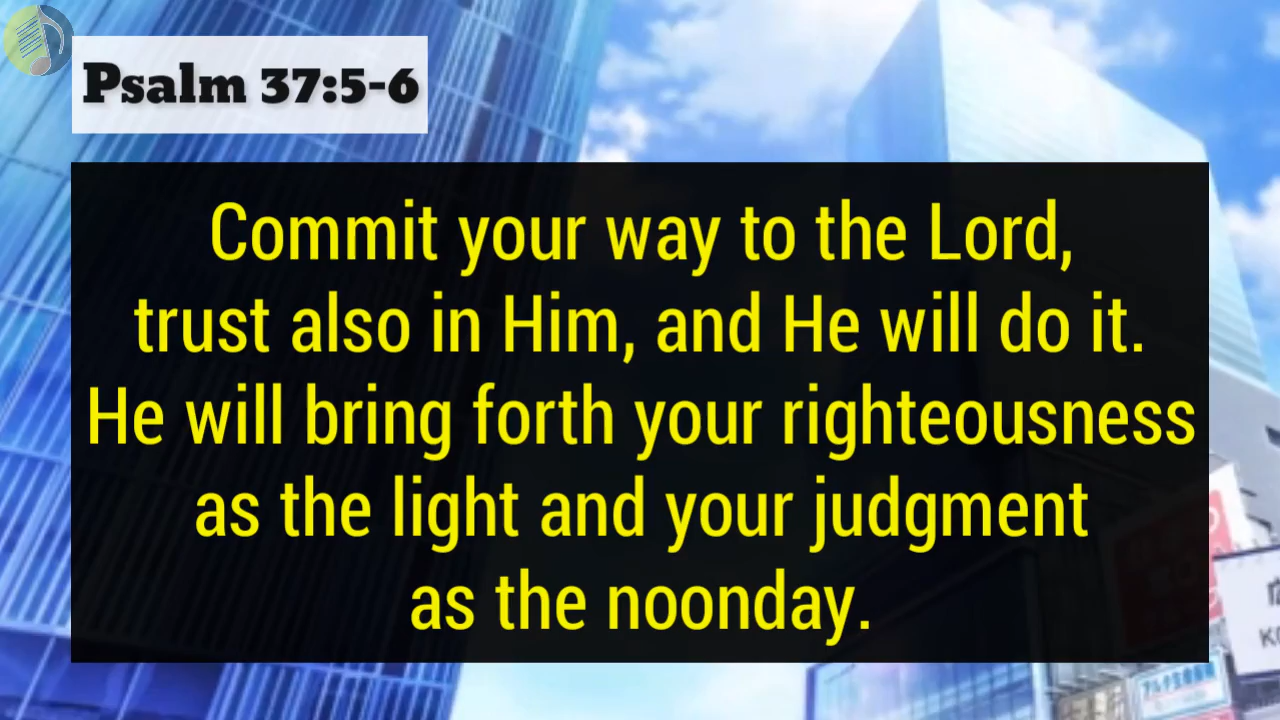 Psalm 37:5-6
Commit your way to the Lord,
trust also in Him, and He will do it.
He will bring forth your righteousness
as the light and your judgment
as the noonday.